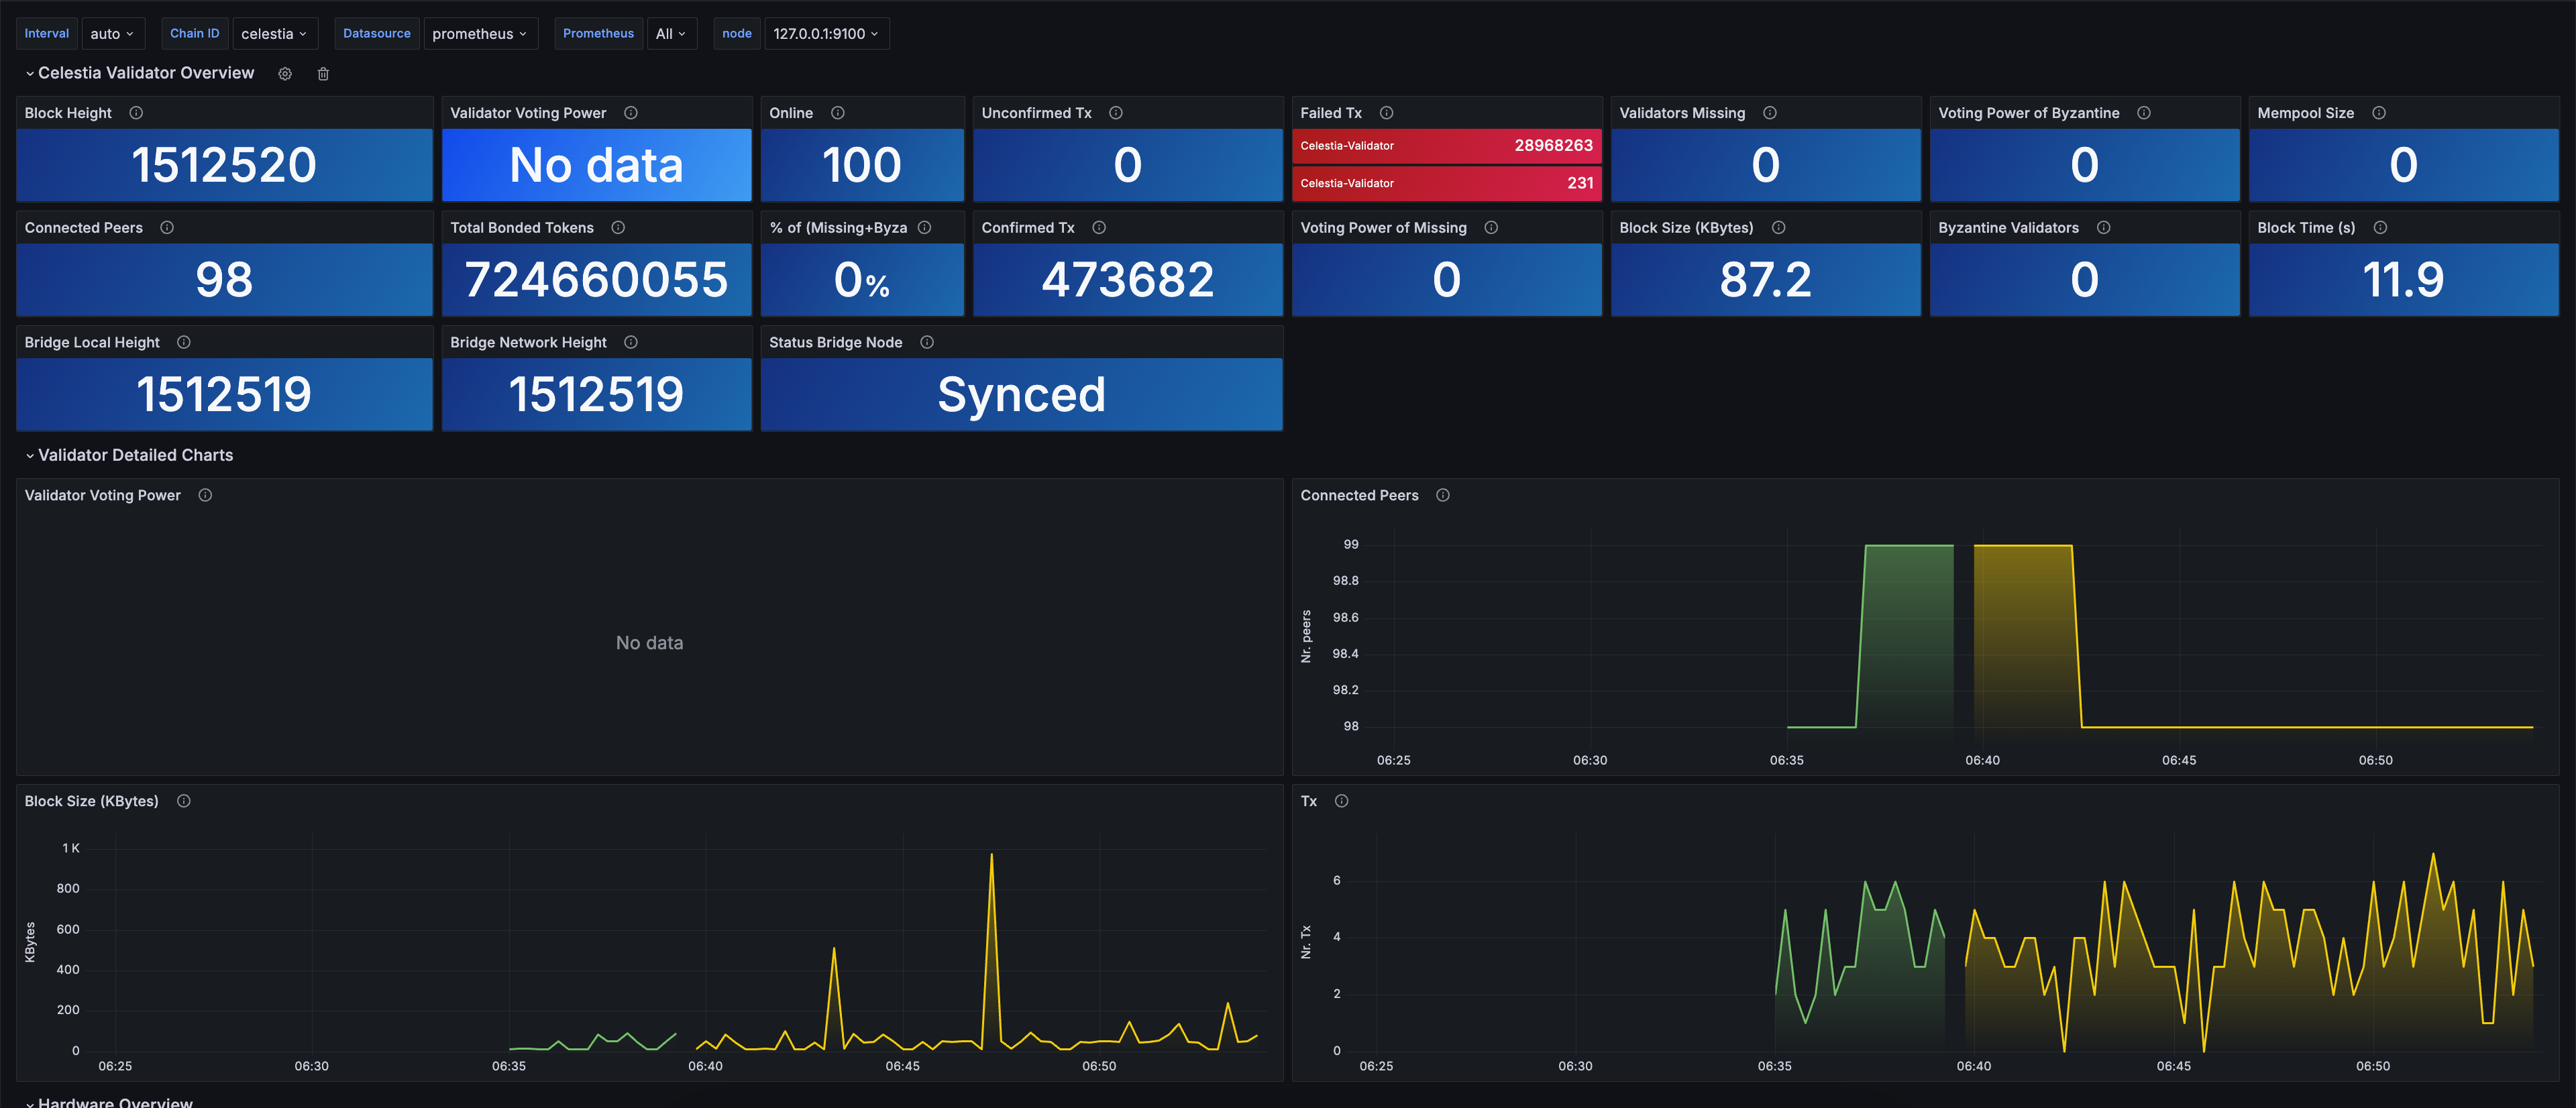 Interval auto Chain ID celestia Datasource prometheus Prometheus All node 127.0.0.1:9100
Celestia Validator Overview
Block Height
1512520
Validator Voting Power
No data
Online
100
Unconfirmed Tx
0
Failed Tx
Celestia-Validator 28968263
Celestia-Validator 231
Validators Missing
0
Voting Power of Byzantine
0
Mempool Size
0
Connected Peers
98
Total Bonded Tokens
724660055
% of (Missing+Byza
0%
Confirmed Tx
473682
Voting Power of Missing
0
Block Size (KBytes)
87.2
Byzantine Validators
0
Block Time (s)
11.9
Bridge Local Height
1512519
Bridge Network Height
1512519
Status Bridge Node
Synced
Validator Detailed Charts
Validator Voting Power
No data
Connected Peers
Nr. peers
99
98.8
98.6
98.4
98.2
98
06:25 06:30 06:35 06:40 06:45 06:50
Block Size (KBytes)
KBytes
1 K
800
600
400
200
0
06:25 06:30 06:35 06:40 06:45 06:50
Tx
Nr. Tx
6
4
2
0
06:25 06:30 06:35 06:40 06:45 06:50
Hardware Overview